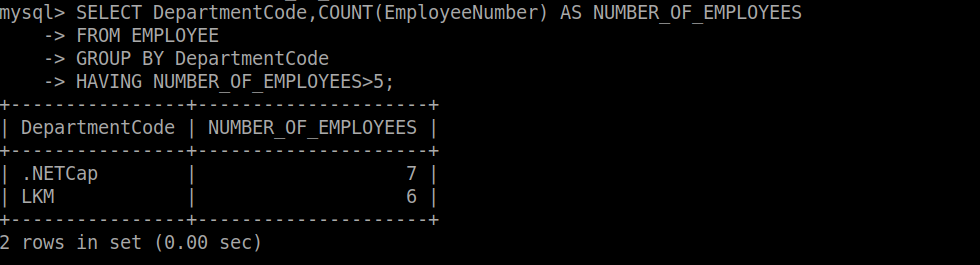 mysql> SELECT DepartmentCode,COUNT(EmployeeNumber) AS NUMBER_OF_EMPLOYEES
    -> FROM EMPLOYEE
    -> GROUP BY DepartmentCode
    -> HAVING NUMBER_OF_EMPLOYEES>5;
+----------------+---------------------+
| DepartmentCode | NUMBER_OF_EMPLOYEES |
+----------------+---------------------+
| .NETCap        |                   7 |
| LKM            |                   6 |
+----------------+---------------------+
2 rows in set (0.00 sec)